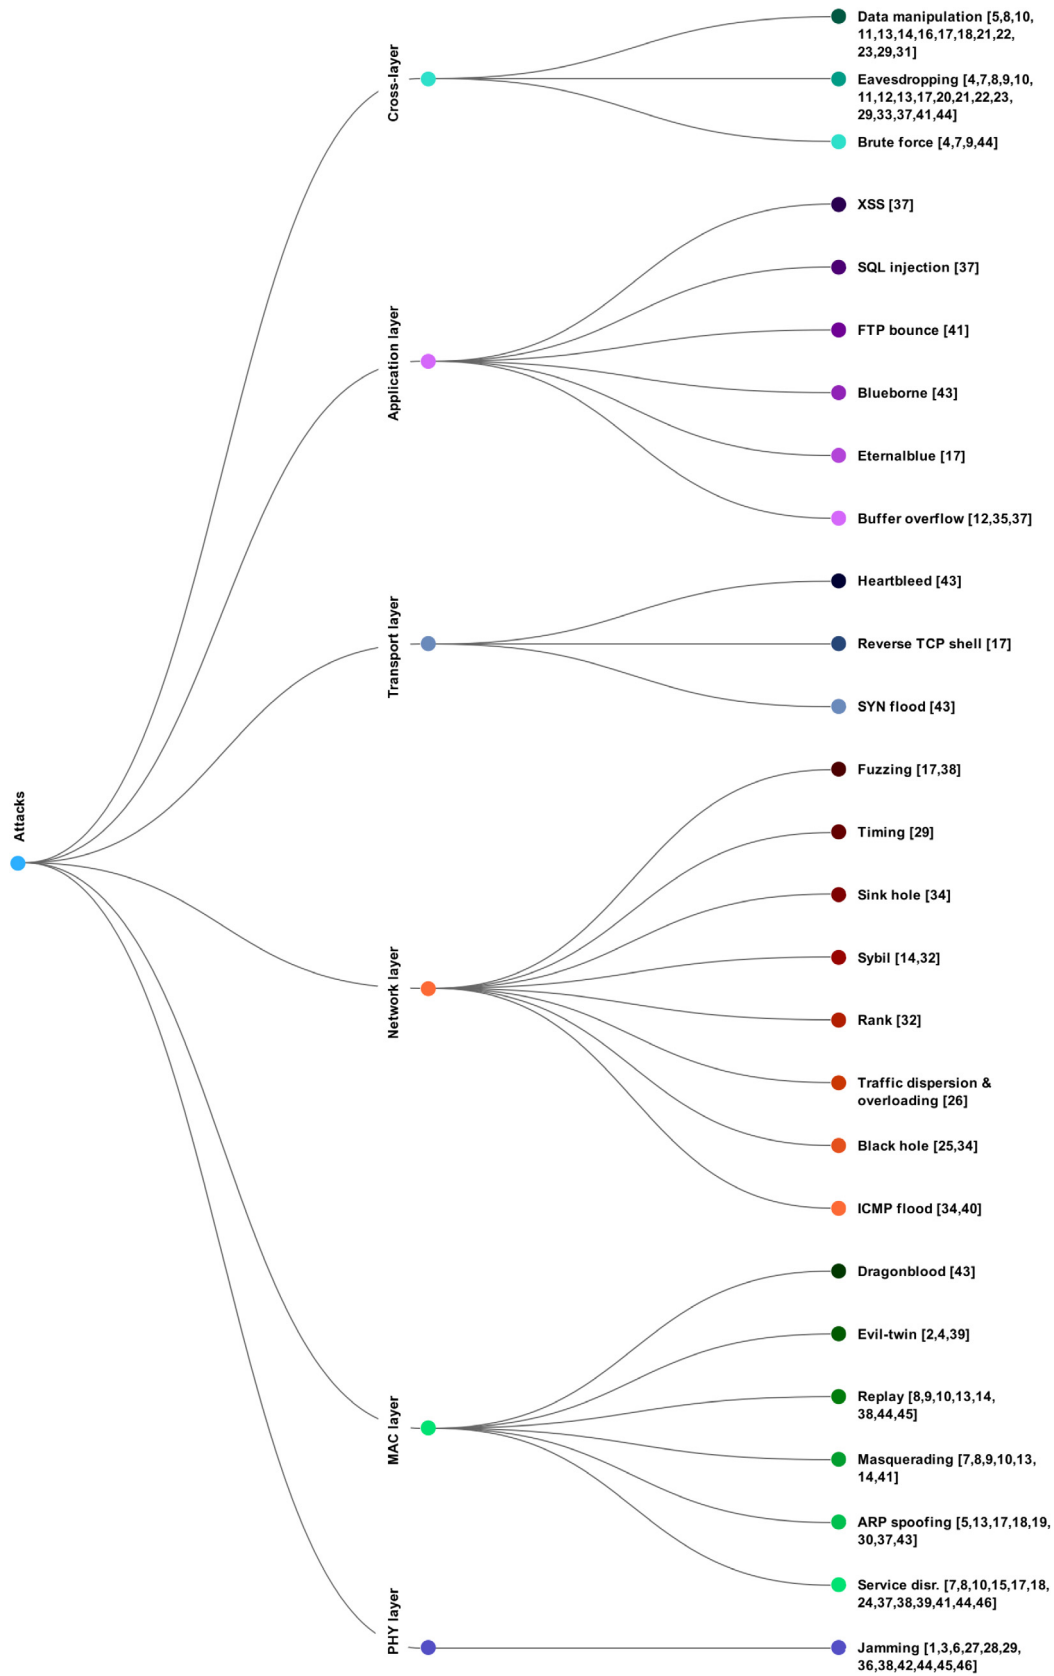 Attacks
Cross-layer
Data manipulation [5,8,10,
11,13,14,16,17,18,21,22,
23,29,31]
Eavesdropping [4,7,8,9,10,
11,12,13,17,20,21,22,23,
29,33,37,41,44]
Brute force [4,7,9,44]
Application layer
XSS [37]
SQL injection [37]
FTP bounce [41]
Blueborne [43]
Eternalblue [17]
Buffer overflow [12,35,37]
Transport layer
Heartbleed [43]
Reverse TCP shell [17]
SYN flood [43]
Network layer
Fuzzing [17,38]
Timing [29]
Sink hole [34]
Sybil [14,32]
Rank [32]
Traffic dispersion &
overloading [26]
Black hole [25,34]
ICMP flood [34,40]
MAC layer
Dragonblood [43]
Evil-twin [2,4,39]
Replay [8,9,10,13,14,
38,44,45]
Masquerading [7,8,9,10,13,
14,41]
ARP spoofing [5,13,17,18,19,
30,37,43]
Service disr. [7,8,10,15,17,18,
24,37,38,39,41,44,46]
PHY layer
Jamming [1,3,6,27,28,29,
36,38,42,44,45,46]